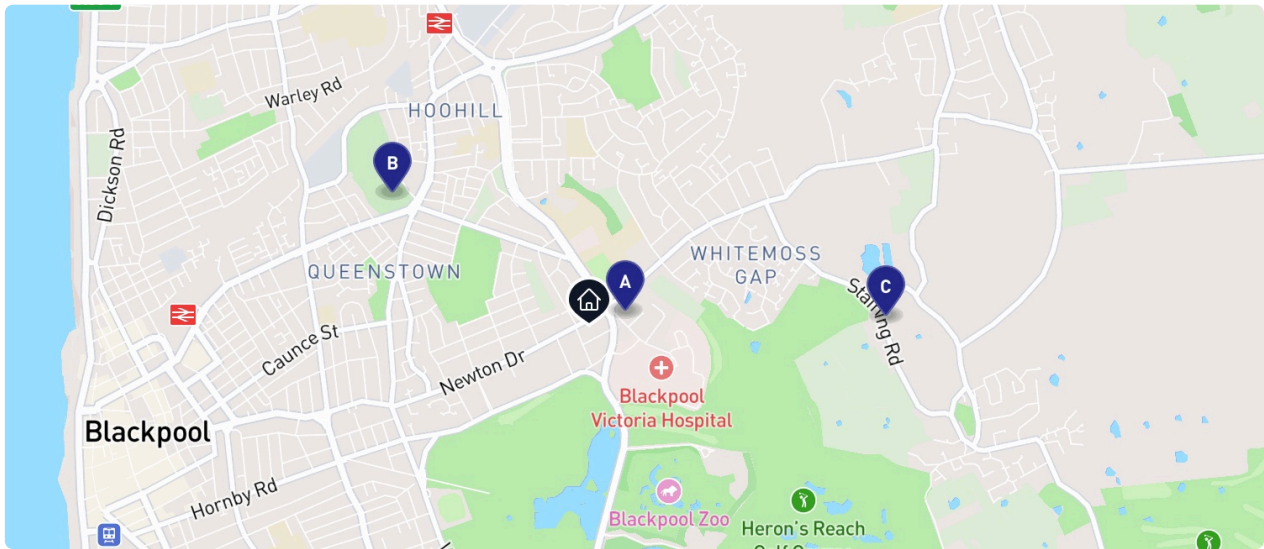 Warley Rd
HOOHILL
B
Dickson Rd
QUEENSTOWN
WHITEMOSS
GAP
A
C
Caunce St
Newton Dr
Blackpool
Victoria Hospital
Blackpool
Hornby Rd
Blackpool Zoo
Heron's Reach